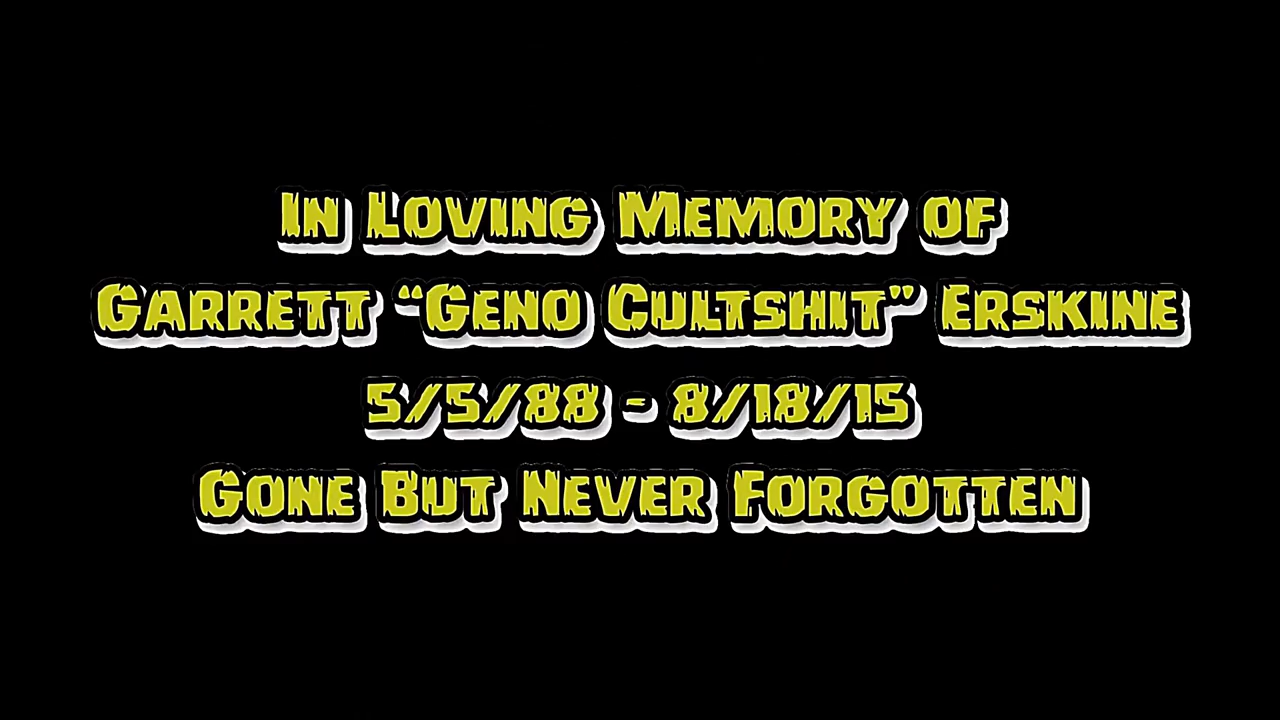 In Loving Memory of
Garrett “Geno Cultshit” Erskine
5/5/88 - 8/18/15
Gone But Never Forgotten